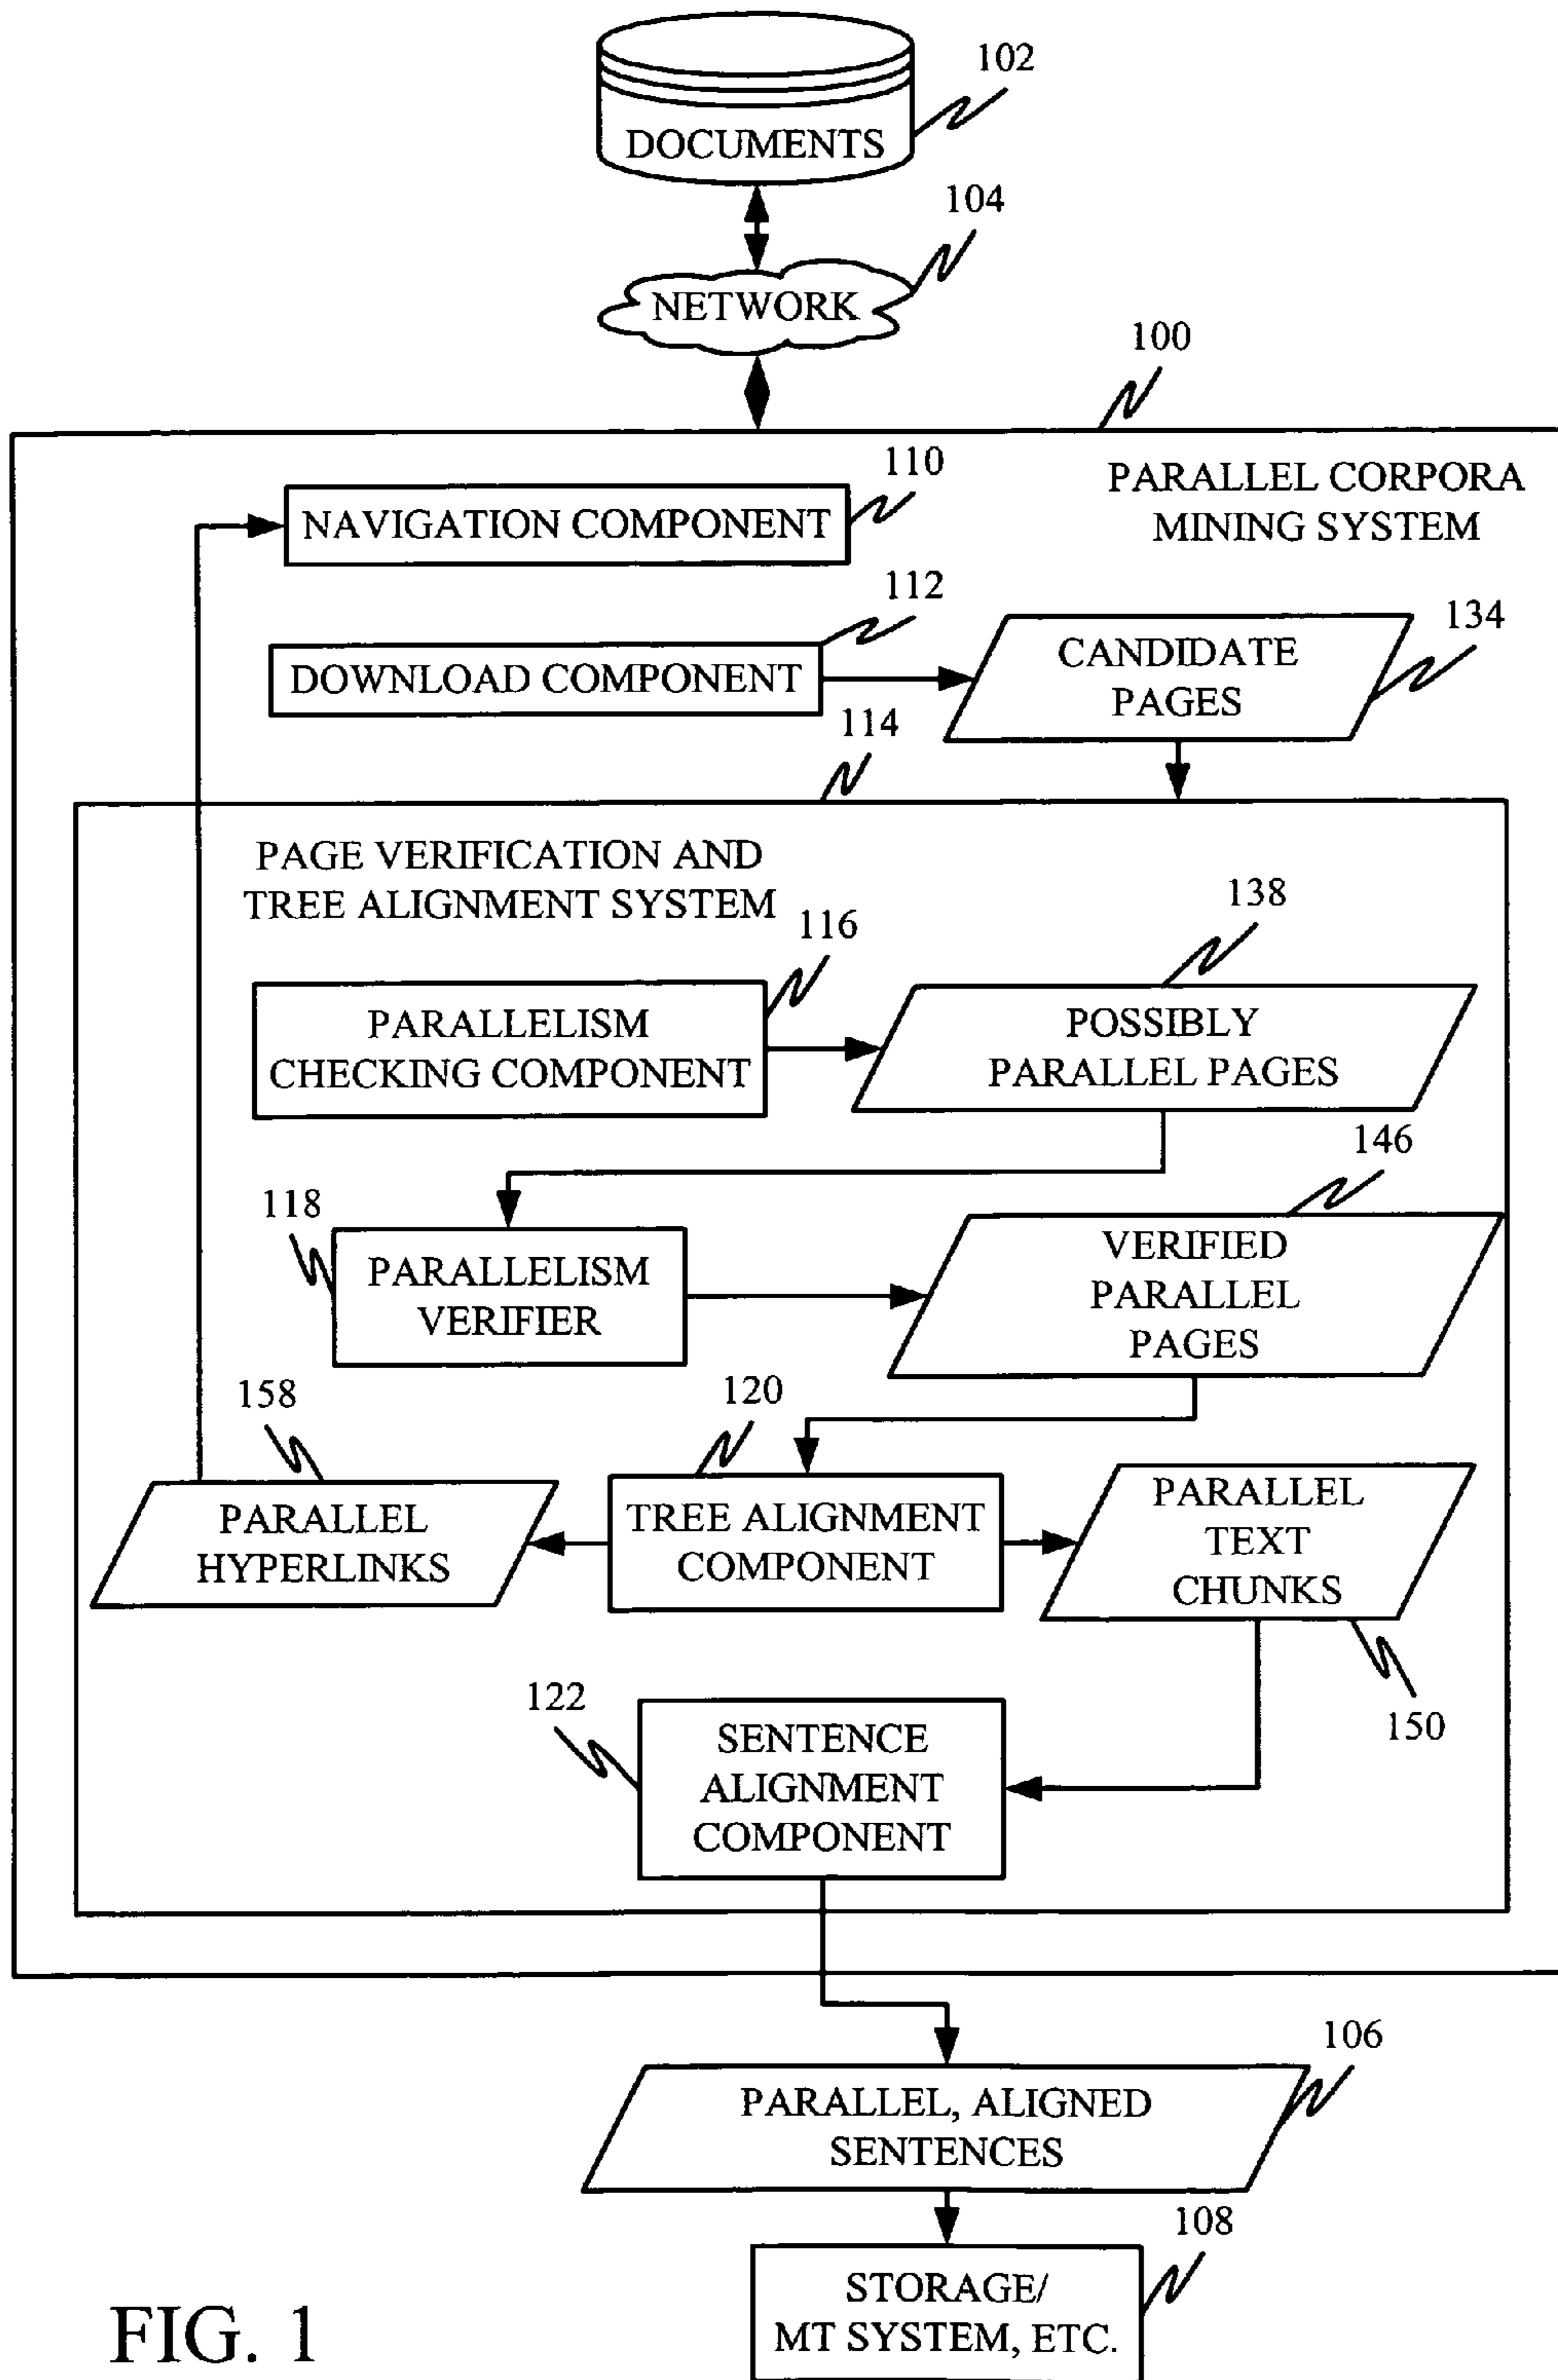 102
DOCUMENTS
104
NETWORK
100
PARALLEL CORPORA
MINING SYSTEM
110
NAVIGATION COMPONENT
112
DOWNLOAD COMPONENT
134
CANDIDATE
PAGES
114
PAGE VERIFICATION AND
TREE ALIGNMENT SYSTEM
116
PARALLELISM
CHECKING COMPONENT
138
POSSIBLY
PARALLEL PAGES
118
PARALLELISM
VERIFIER
146
VERIFIED
PARALLEL
PAGES
158
PARALLEL
HYPERLINKS
120
TREE ALIGNMENT
COMPONENT
PARALLEL
TEXT
CHUNKS
150
122
SENTENCE
ALIGNMENT
COMPONENT
106
PARALLEL, ALIGNED
SENTENCES
108
STORAGE/
MT SYSTEM, ETC.
FIG. 1